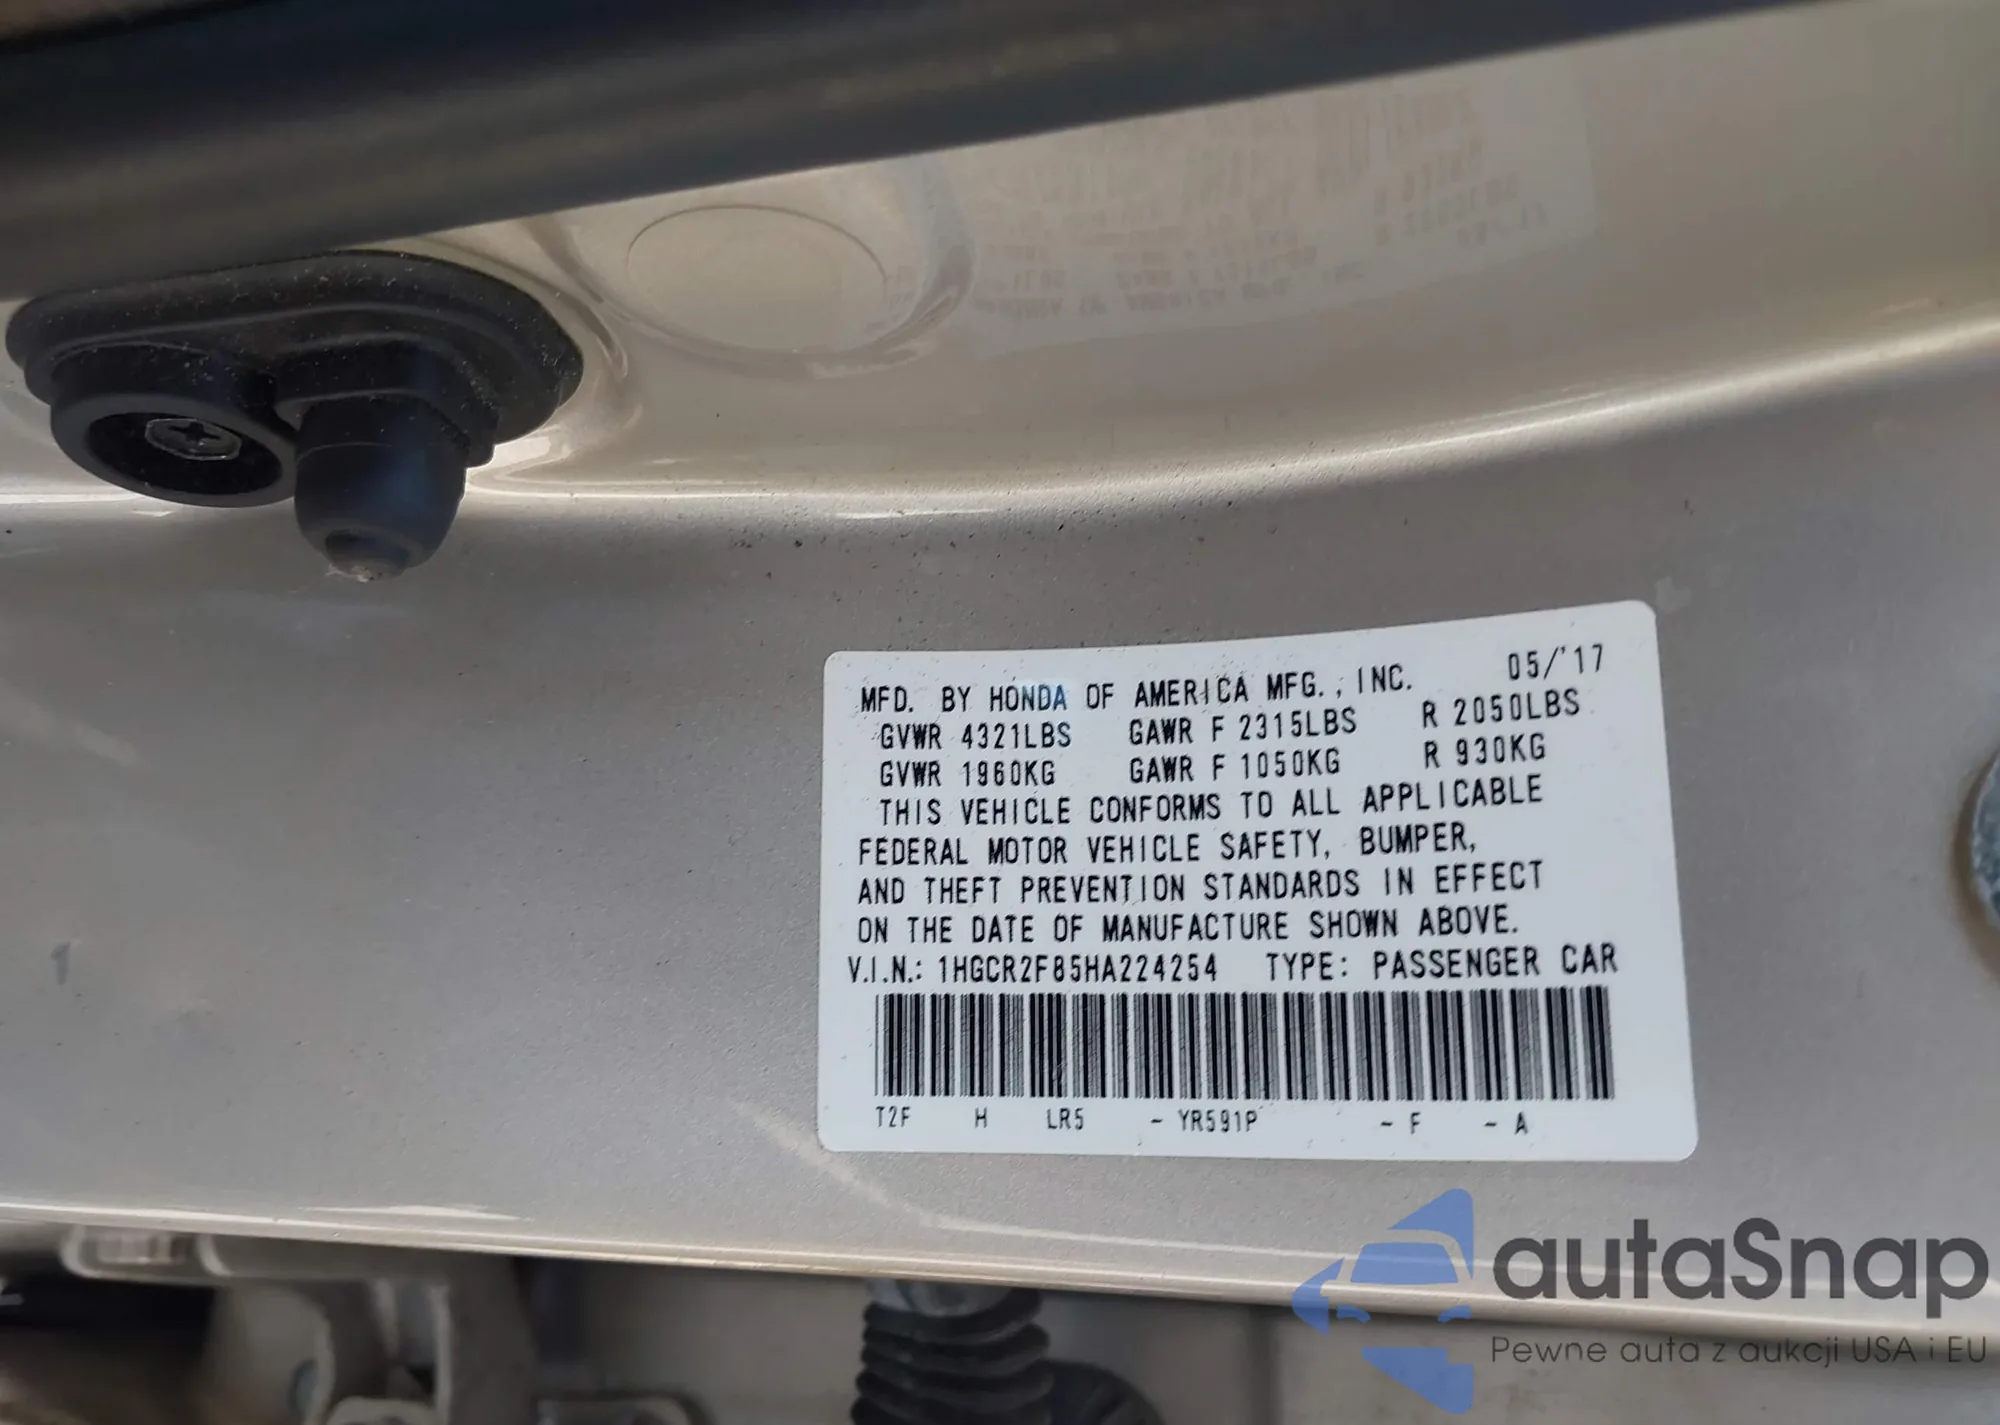 MFD. BY HONDA OF AMERICA MFG., INC. 05/'17
GVWR 4321LBS GAWR F 2315LBS R 2050LBS
GVWR 1960KG GAWR F 1050KG R 930KG
THIS VEHICLE CONFORMS TO ALL APPLICABLE
FEDERAL MOTOR VEHICLE SAFETY, BUMPER,
AND THEFT PREVENTION STANDARDS IN EFFECT
ON THE DATE OF MANUFACTURE SHOWN ABOVE.
V.I.N.: 1HGCR2F85HA224254 TYPE: PASSENGER CAR
T2F H LR5 - YR591P - F - A
autaSnap
Pewne auta z aukcji USA i EU